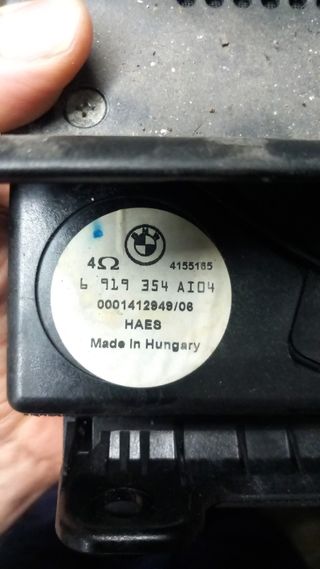 BMW
4Ω 4155185
6 919 354 AI04
0001412949/06
HAES
Made in Hungary